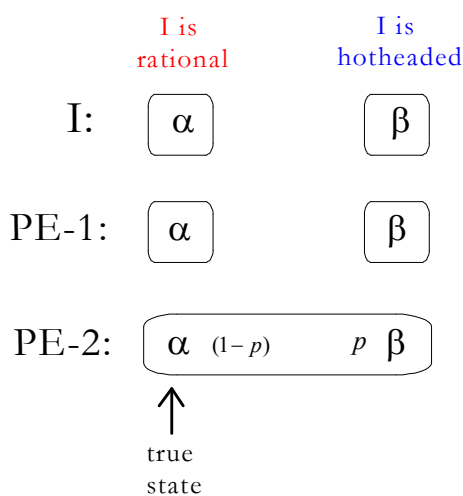 I is rational
I is hotheaded
I: α β
PE-1: α β
PE-2: α (1− p) p β
true
state